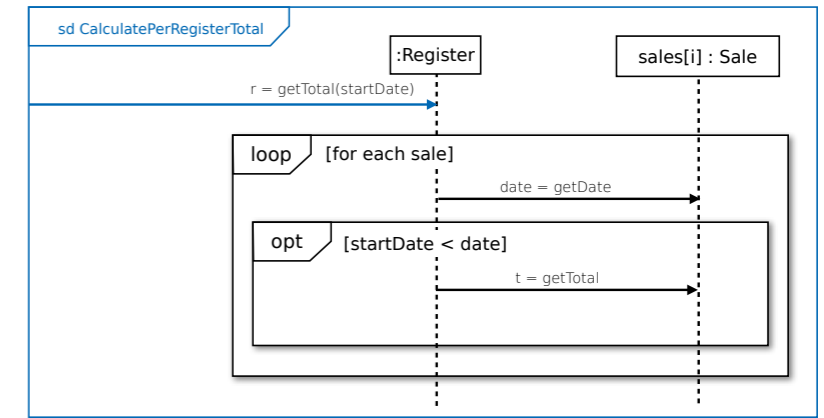 sd CalculatePerRegisterTotal
:Register
sales[i] : Sale
r = getTotal(startDate)
loop
[for each sale]
date = getDate
opt
[startDate < date]
t = getTotal